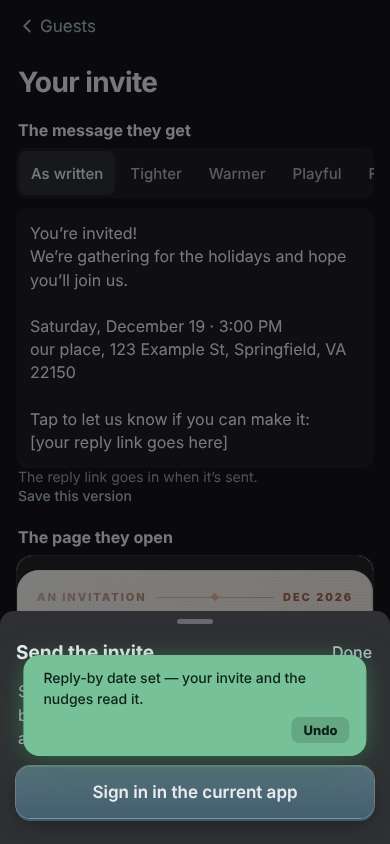 Guests
Your invite
The message they get
As written Tighter Warmer Playful
You’re invited!
We’re gathering for the holidays and hope
you’ll join us.
Saturday, December 19 · 3:00 PM
our place, 123 Example St, Springfield, VA
22150
Tap to let us know if you can make it:
[your reply link goes here]
The reply link goes in when it’s sent.
Save this version
The page they open
AN INVITATION DEC 2026
Send the invite Done
Reply-by date set — your invite and the
nudges read it.
Undo
Sign in in the current app